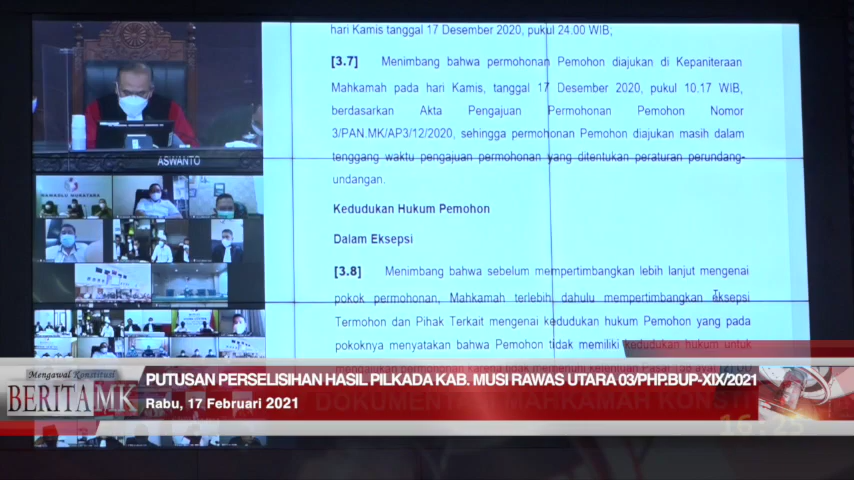 hari Kamis tanggal 17 Desember 2020, pukul 24.00 WIB;
[3.7] Menimbang bahwa permohonan Pemohon diajukan di Kepaniteraan
Mahkamah pada hari Kamis, tanggal 17 Desember 2020, pukul 10.17 WIB,
berdasarkan Akta Pengajuan Permohonan Pemohon Nomor
3/PAN.MK/AP3/12/2020, sehingga permohonan Pemohon diajukan masih dalam
tenggang waktu pengajuan permohonan yang ditentukan peraturan perundang-
undangan.
Kedudukan Hukum Pemohon
Dalam Eksepsi
[3.8] Menimbang bahwa sebelum mempertimbangkan lebih lanjut mengenai
pokok permohonan, Mahkamah terlebih dahulu mempertimbangkan eksepsi
Termohon dan Pihak Terkait mengenai kedudukan hukum Pemohon yang pada
pokoknya menyatakan bahwa Pemohon tidak memiliki kedudukan hukum untuk
ASWANTO
BAWASLU MURATARA
Mengawal Konstitusi
BERITA MK
PUTUSAN PERSELISIHAN HASIL PILKADA KAB. MUSI RAWAS UTARA 03/PHP.BUP-XIX/2021
Rabu, 17 Februari 2021
16:25